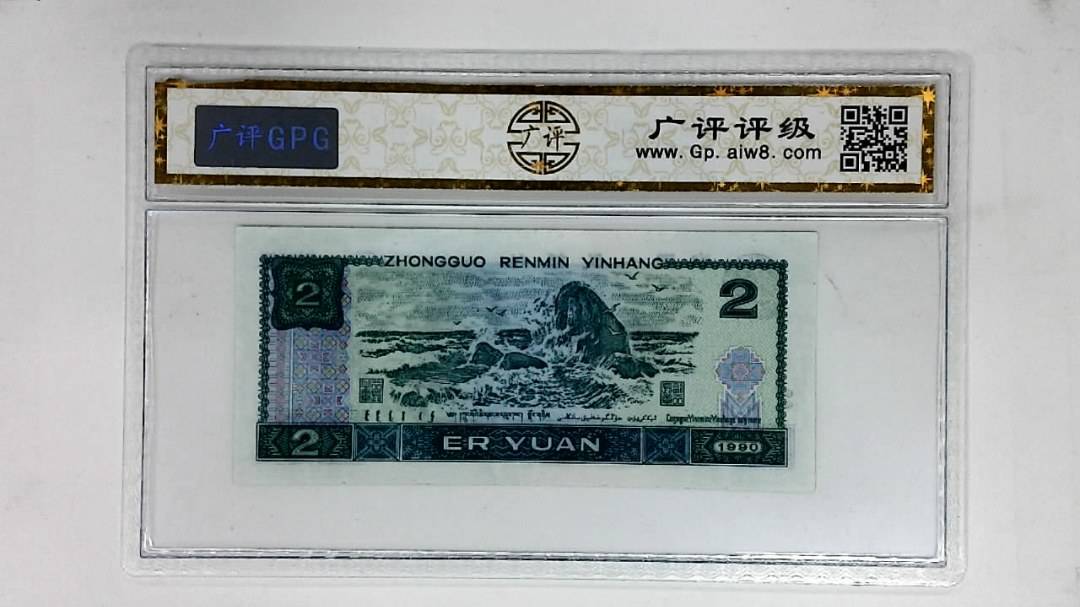 广评GPG
广评
广评评级
www. Gp. aiw8. com
ZHONGGUO RENMIN YINHANG
2
2
2
ER YUAN
1990